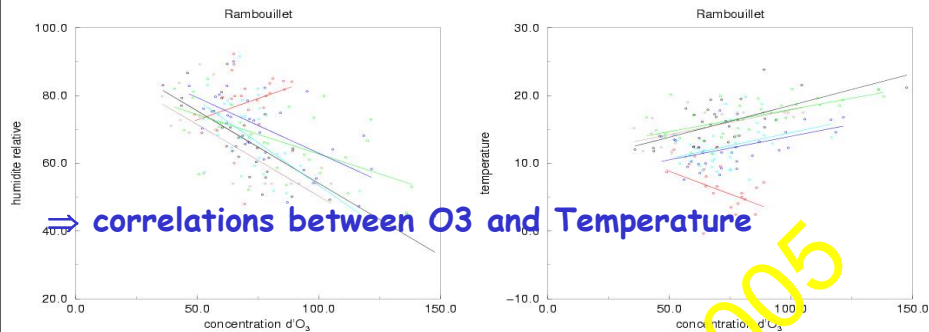 Rambouillet
100.0
80.0
60.0
40.0
20.0
humidite relative
0.0 50.0 100.0 150.0
concentration d'O₃
Rambouillet
30.0
20.0
10.0
0.0
−10.0
temperature
0.0 50.0 100.0 150.0
concentration d'O₃
⇒ correlations between O3 and Temperature
005